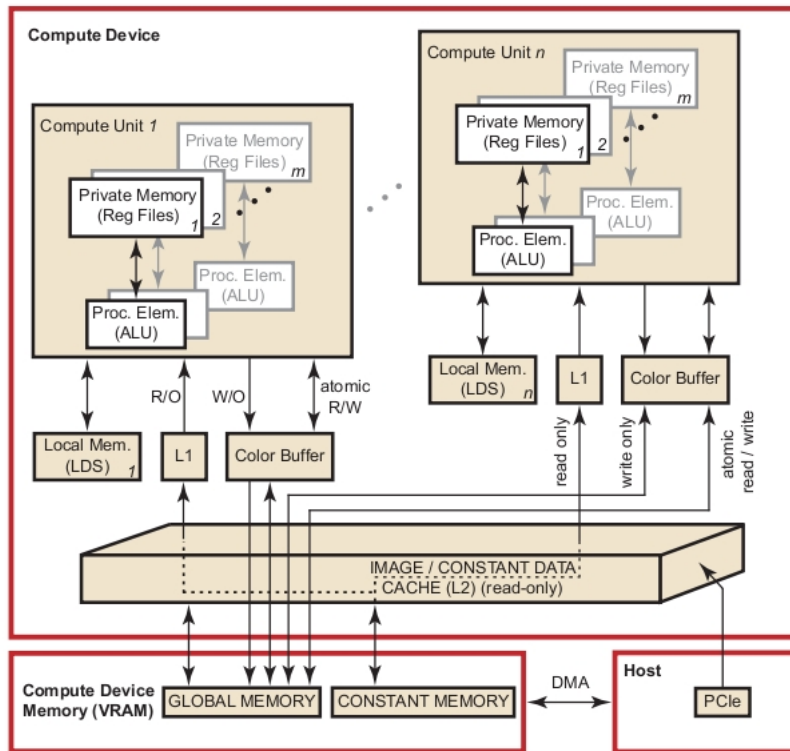 Compute Device
Compute Unit 1
Private Memory
(Reg Files)
m
Private Memory
(Reg Files)
1
2
Proc. Elem.
(ALU)
Proc. Elem.
(ALU)
Compute Unit n
Private Memory
(Reg Files)
m
Private Memory
(Reg Files)
1
2
Proc. Elem.
(ALU)
Proc. Elem.
(ALU)
R/O
W/O
atomic
R/W
Local Mem.
(LDS)
1
L1
Color Buffer
Local Mem.
(LDS)
n
L1
Color Buffer
read only
write only
atomic
read / write
IMAGE / CONSTANT DATA
CACHE (L2) (read-only)
Compute Device
Memory (VRAM)
GLOBAL MEMORY
CONSTANT MEMORY
DMA
Host
PCIe